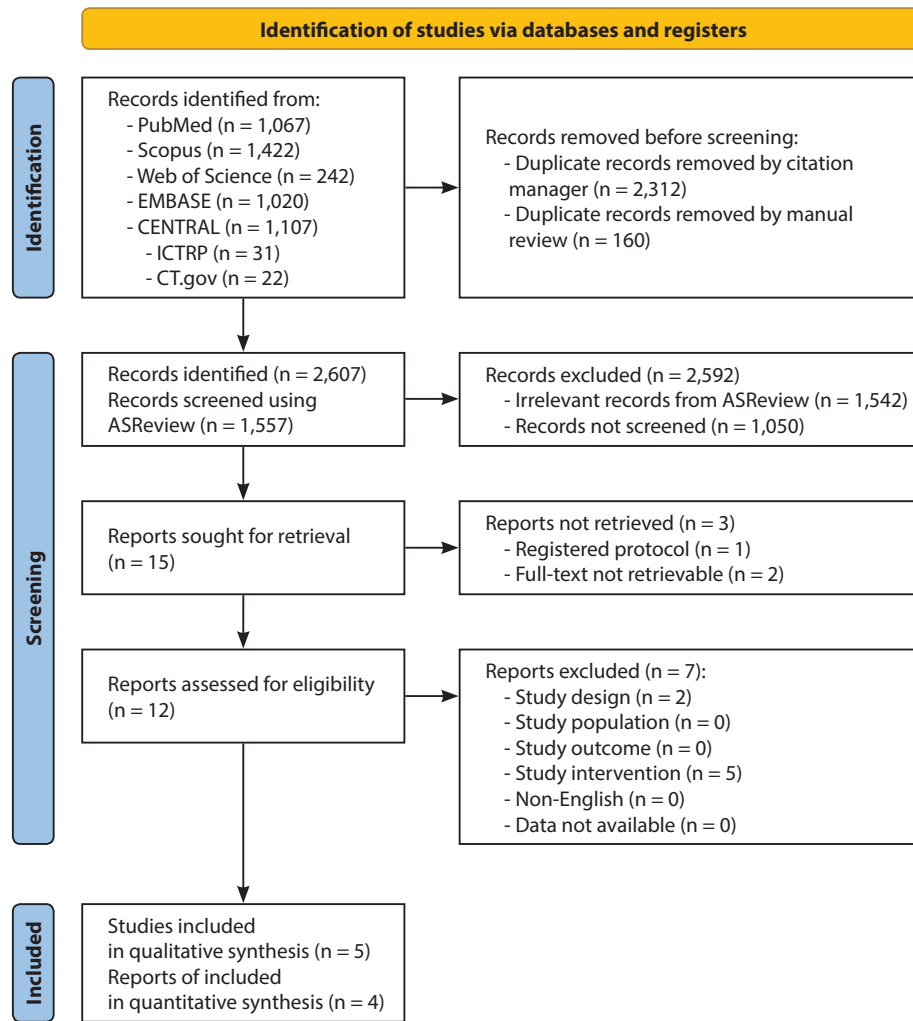 Identification of studies via databases and registers
Identification
Records identified from:
- PubMed (n = 1,067)
- Scopus (n = 1,422)
- Web of Science (n = 242)
- EMBASE (n = 1,020)
- CENTRAL (n = 1,107)
- ICTRP (n = 31)
- CT.gov (n = 22)
Records removed before screening:
- Duplicate records removed by citation
manager (n = 2,312)
- Duplicate records removed by manual
review (n = 160)
Screening
Records identified (n = 2,607)
Records screened using
ASReview (n = 1,557)
Records excluded (n = 2,592)
- Irrelevant records from ASReview (n = 1,542)
- Records not screened (n = 1,050)
Reports sought for retrieval
(n = 15)
Reports not retrieved (n = 3)
- Registered protocol (n = 1)
- Full-text not retrievable (n = 2)
Reports assessed for eligibility
(n = 12)
Reports excluded (n = 7):
- Study design (n = 2)
- Study population (n = 0)
- Study outcome (n = 0)
- Study intervention (n = 5)
- Non-English (n = 0)
- Data not available (n = 0)
Included
Studies included
in qualitative synthesis (n = 5)
Reports of included
in quantitative synthesis (n = 4)